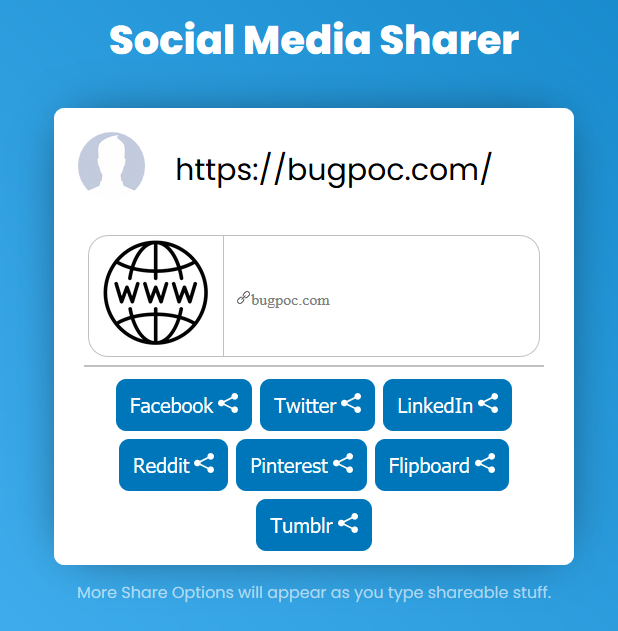 Social Media Sharer
https://bugpoc.com/
WWW
bugpoc.com
Facebook Twitter LinkedIn
Reddit Pinterest Flipboard
Tumblr
More Share Options will appear as you type shareable stuff.